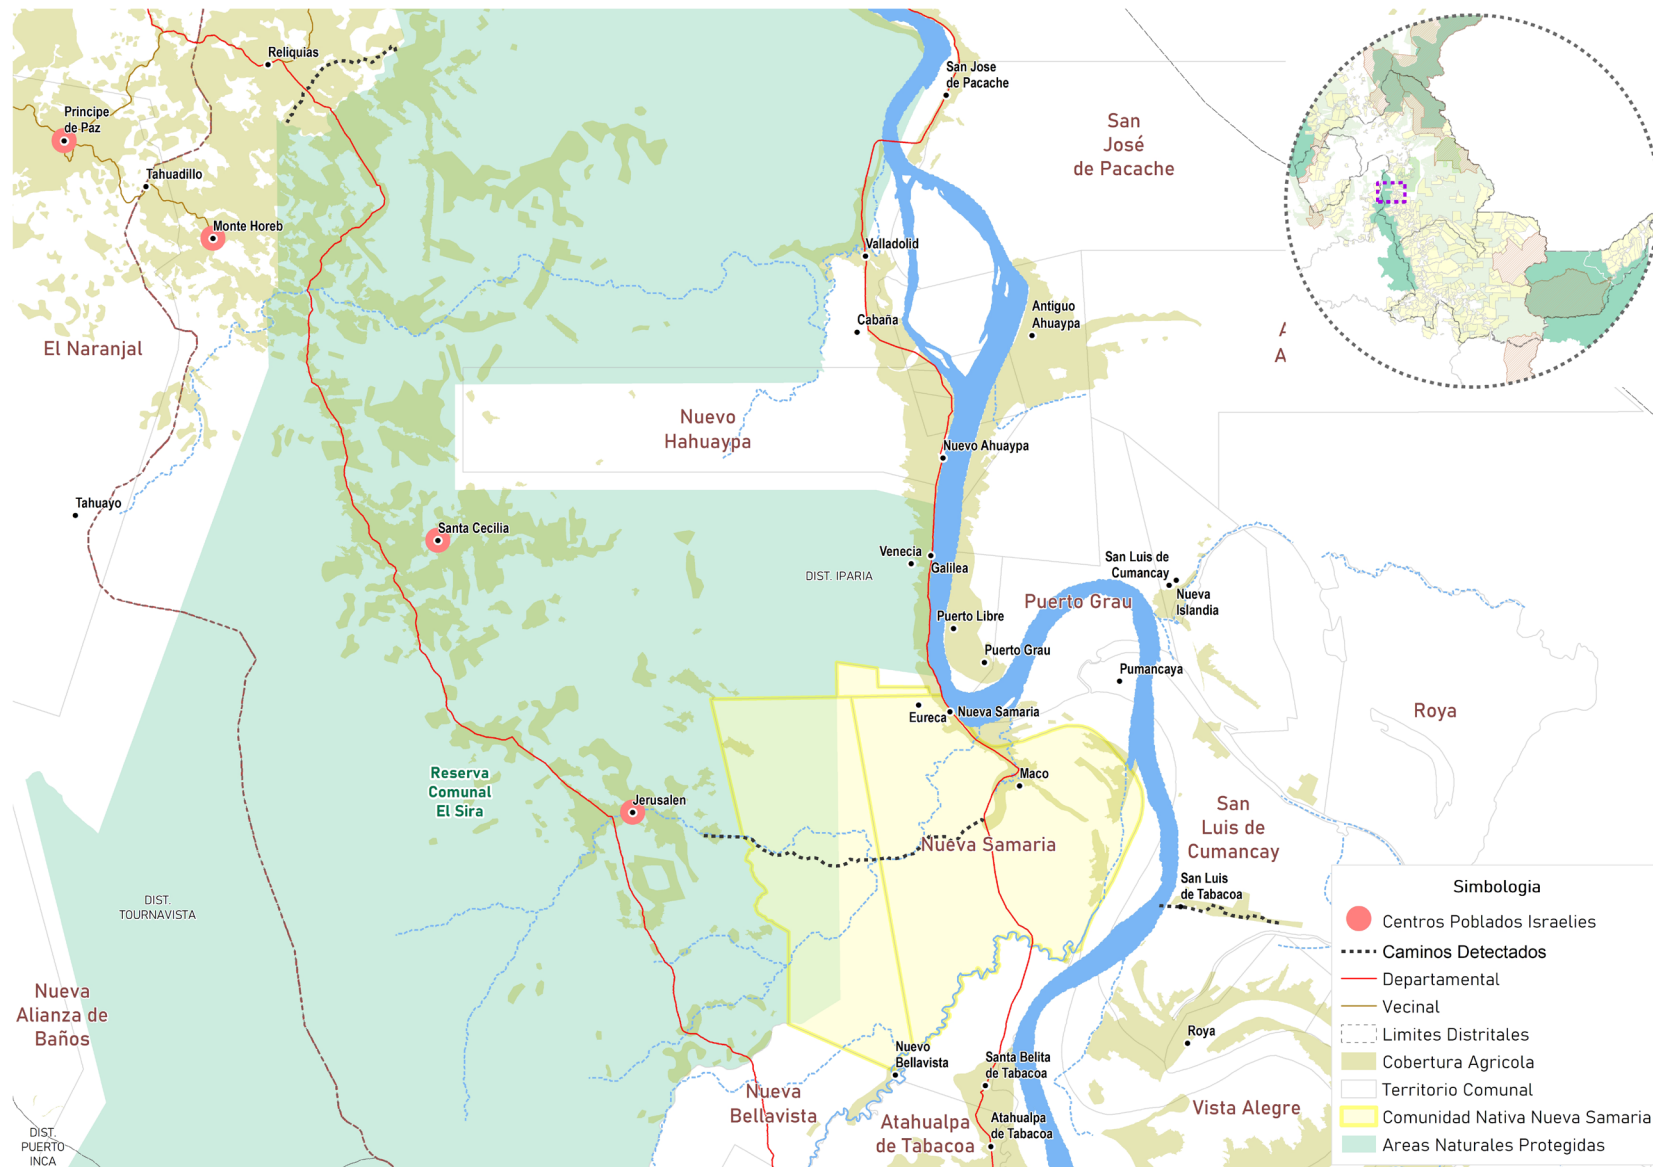 Reliquias
San Jose
de Pacache
Principe
de Paz
San
José
de Pacache
Tahuadillo
Monte Horeb
Valladolid
Antiguo
Ahuaypa
Cabaña
A
A
El Naranjal
Nuevo
Hahuaypa
Nuevo Ahuaypa
Tahuayo
Santa Cecilia
Venecia
Galilea
DIST. IPARIA
San Luis de
Cumancay
Nueva
Islandia
Puerto Grau
Puerto Libre
Puerto Grau
Pumancaya
Eureca
Nueva Samaria
Roya
Reserva
Comunal
El Sira
Maco
Jerusalen
San
Luis de
Cumancay
Nueva Samaria
San Luis
de Tabacoa
DIST.
TOURNAVISTA
Nueva
Alianza de
Baños
Roya
Nuevo
Bellavista
Santa Belita
de Tabacoa
Nueva
Bellavista
Atahualpa
de Tabacoa
Atahualpa
de Tabacoa
Vista Alegre
DIST.
PUERTO
INCA
Simbologia
Centros Poblados Israelies
Caminos Detectados
Departamental
Vecinal
Limites Distritales
Cobertura Agricola
Territorio Comunal
Comunidad Nativa Nueva Samaria
Areas Naturales Protegidas